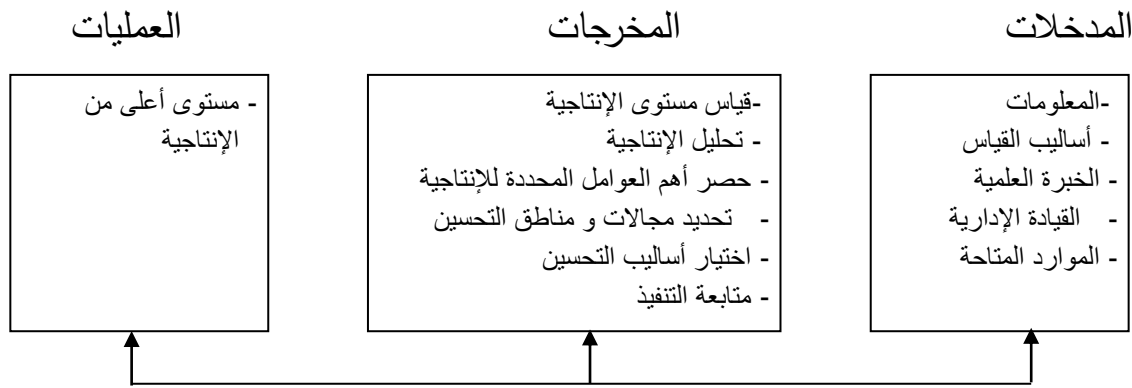 المدخلات
-المعلومات
- أساليب القياس
- الخبرة العلمية
- القيادة الإدارية
- الموارد المتاحة
المخرجات
-قياس مستوى الإنتاجية
- تحليل الإنتاجية
- حصر أهم العوامل المحددة للإنتاجية
- تحديد مجالات و مناطق التحسين
- اختيار أساليب التحسين
- متابعة التنفيذ
العمليات
- مستوى أعلى من
الإنتاجية